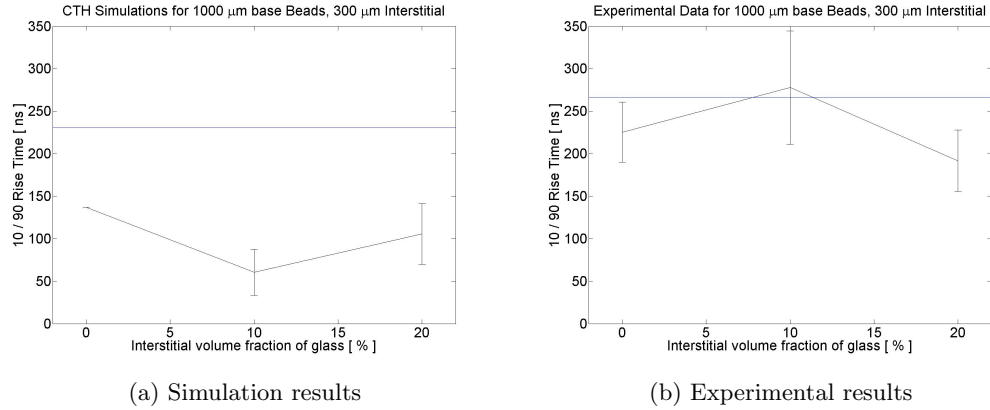 CTH Simulations for 1000 μm base Beads, 300 μm Interstitial
350
300
250
200
150
100
50
0
10 / 90 Rise Time [ ns ]
0 5 10 15 20
Interstitial volume fraction of glass [ % ]
(a) Simulation results
Experimental Data for 1000 μm base Beads, 300 μm Interstitial
350
300
250
200
150
100
50
0
10 / 90 Rise Time [ ns ]
0 5 10 15 20
Interstitial volume fraction of glass [ % ]
(b) Experimental results